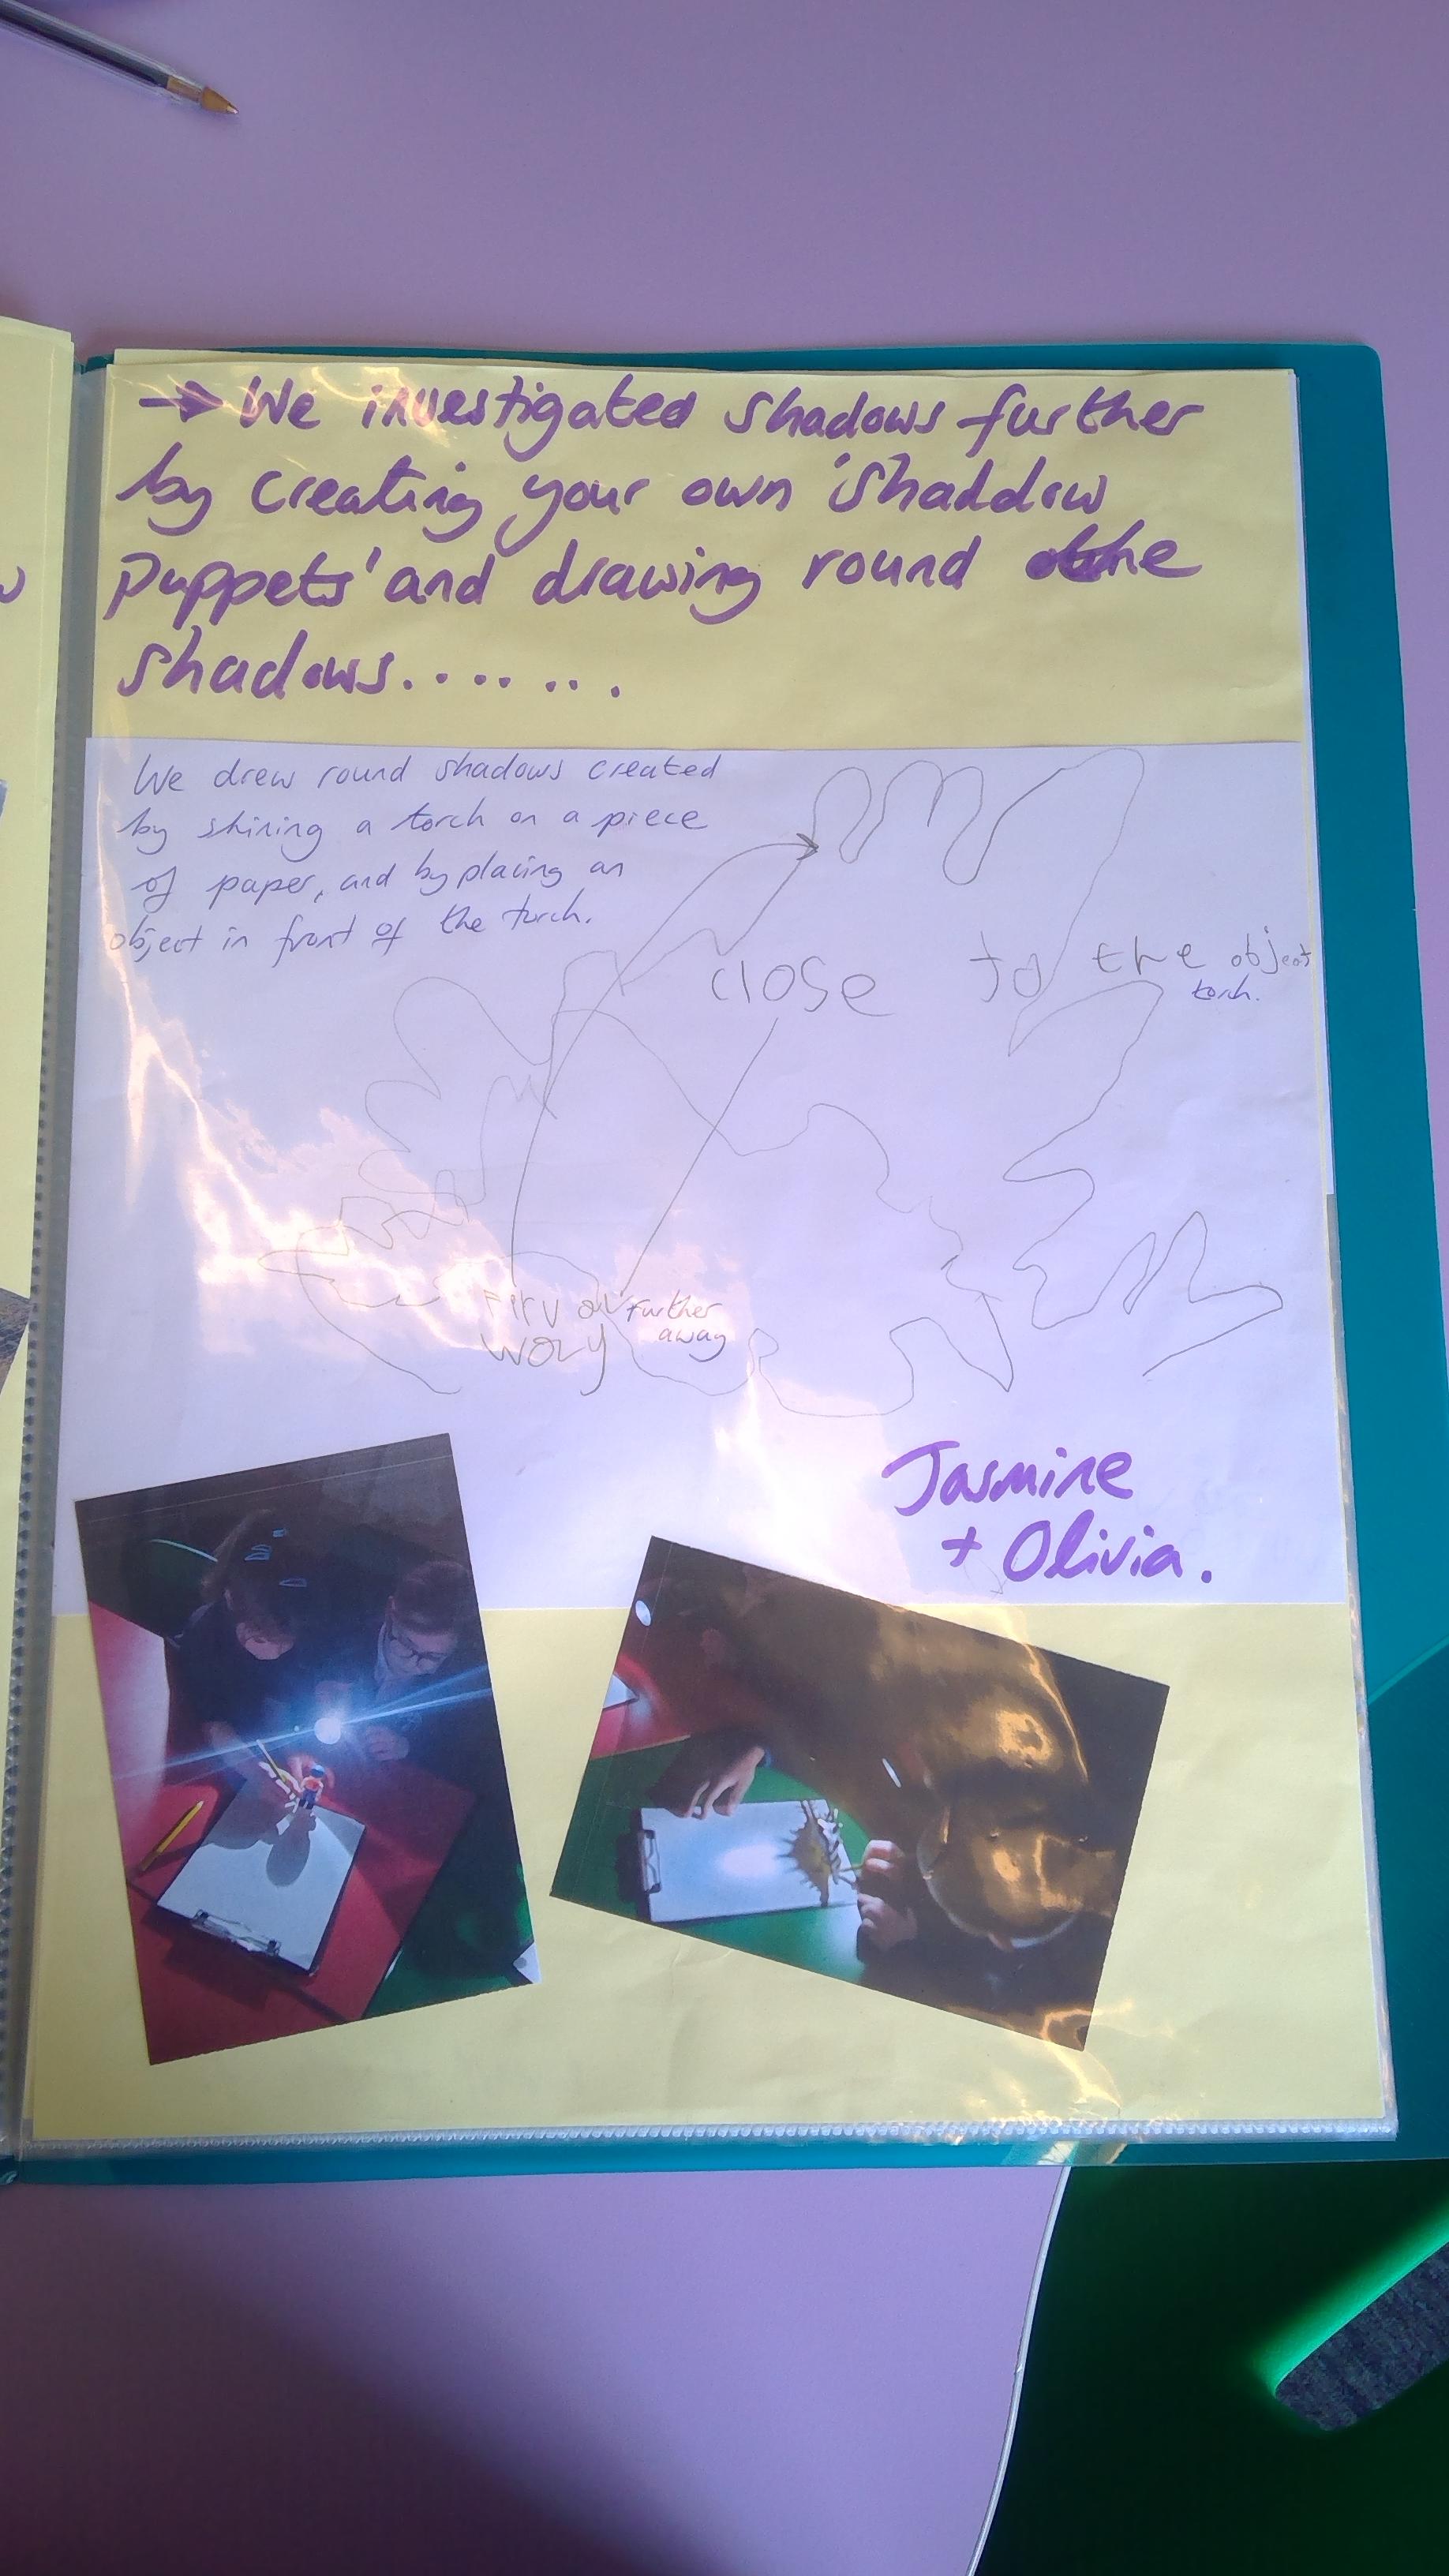 → We investigated shadows further
by creating your own 'shaddow
puppets' and drawing round the
shadows.......
We drew round shadows created
by shining a torch on a piece
of paper, and by placing an
object in front of the torch.
close to the object
torch.
Further
away
Jasmine
+ Olivia.